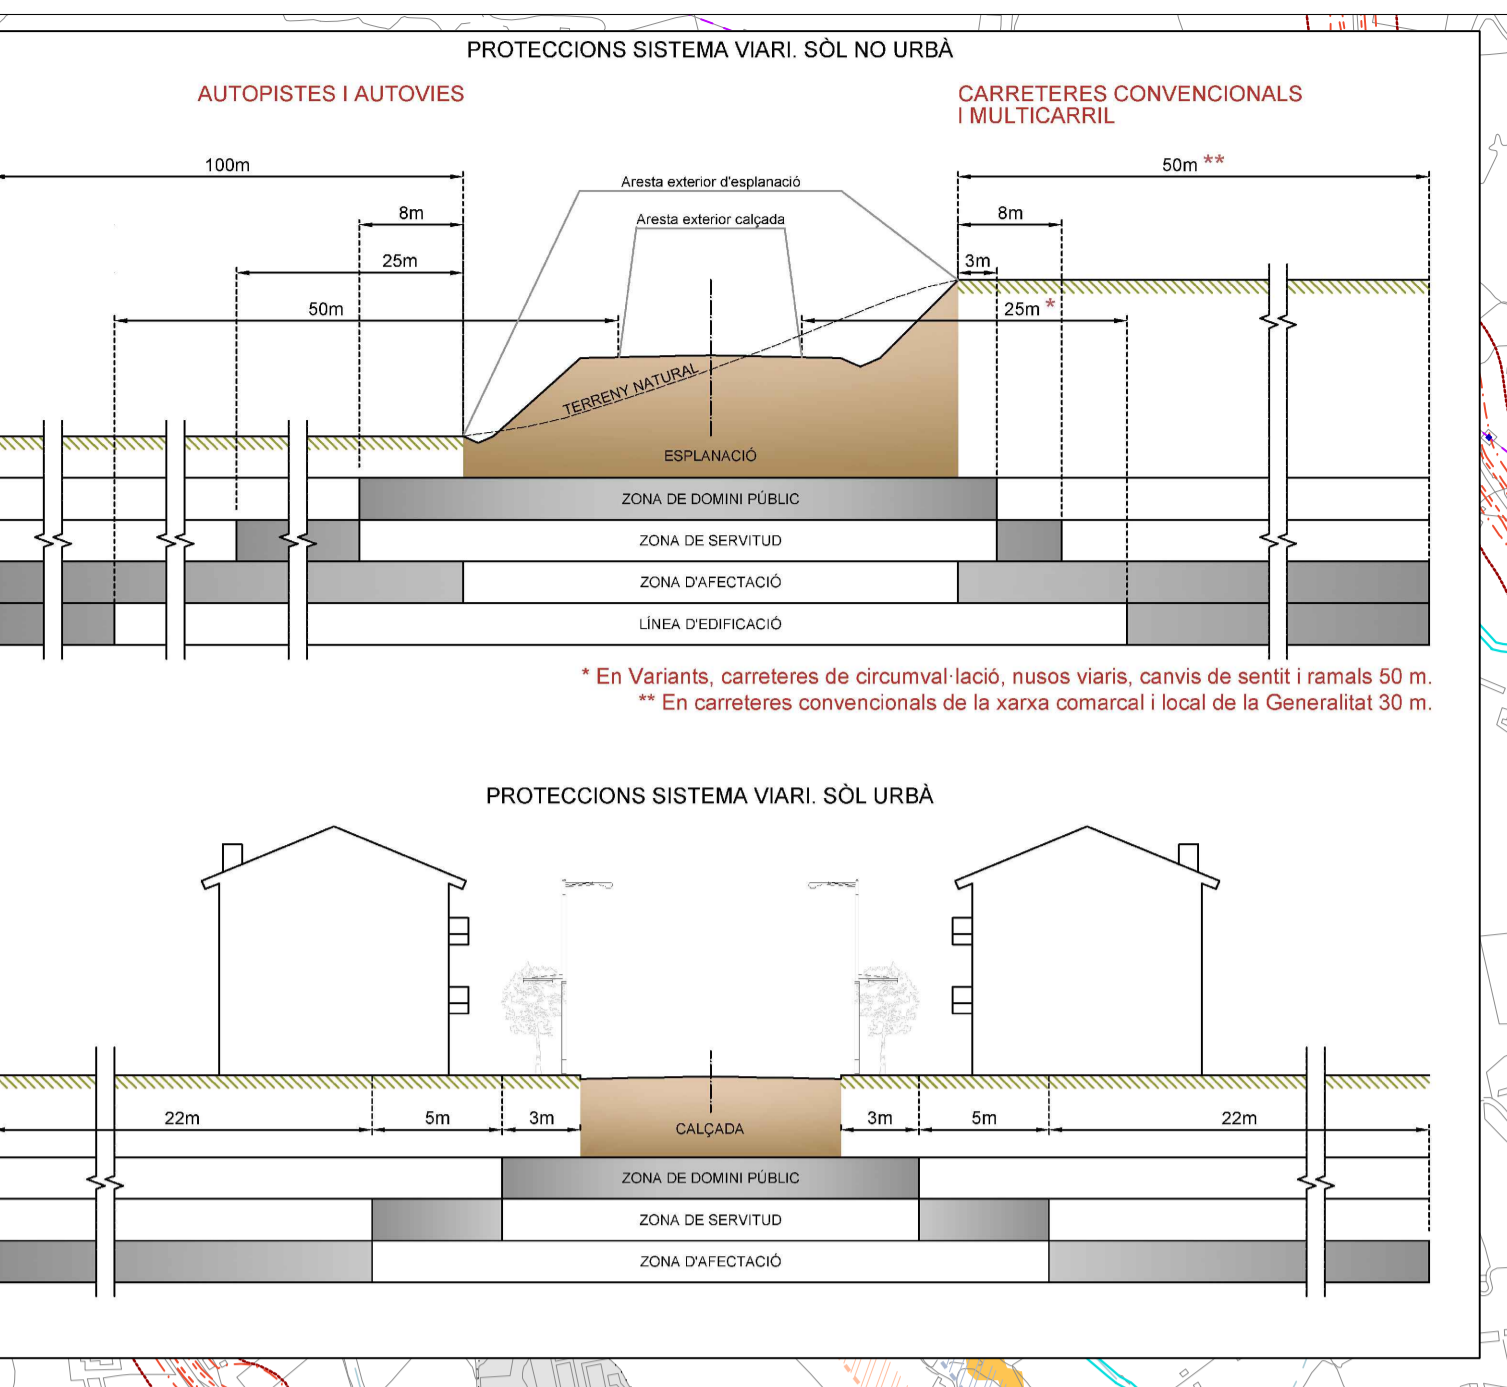 PROTECCIONS SISTEMA VIARI. SÒL NO URBÀ
AUTOPISTES I AUTOVIES
CARRETERES CONVENCIONALS
I MULTICARRIL
100m
50m **
Aresta exterior d'esplanació
8m
Aresta exterior calçada
8m
25m
3m
50m
25m *
TERRENY NATURAL
ESPLANACIÓ
ZONA DE DOMINI PÚBLIC
ZONA DE SERVITUD
ZONA D'AFECTACIÓ
LÍNEA D'EDIFICACIÓ
* En Variants, carreteres de circumval·lació, nusos viaris, canvis de sentit i ramals 50 m.
** En carreteres convencionals de la xarxa comarcal i local de la Generalitat 30 m.
PROTECCIONS SISTEMA VIARI. SÒL URBÀ
22m
5m
3m
CALÇADA
3m
5m
22m
ZONA DE DOMINI PÚBLIC
ZONA DE SERVITUD
ZONA D'AFECTACIÓ